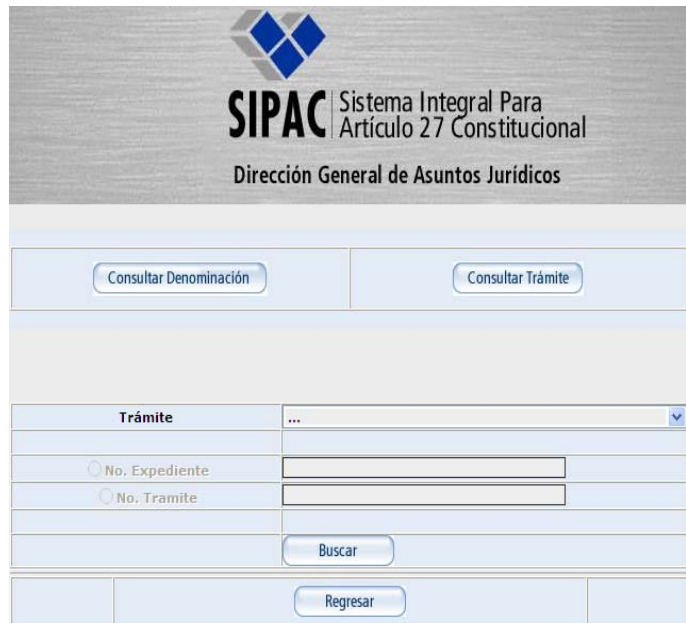 SIPAC
Sistema Integral Para
Artículo 27 Constitucional
Dirección General de Asuntos Jurídicos
Consultar Denominación
Consultar Trámite
Trámite
...
No. Expediente
No. Tramite
Buscar
Regresar